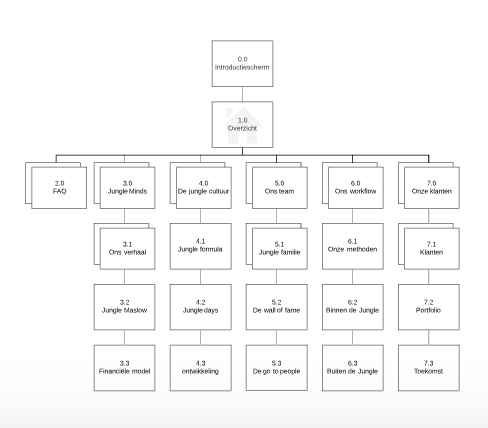 0.0
Introductiescherm
1.0
Overzicht
2.0
FAQ
3.0
Jungle Minds
4.0
De jungle cultuur
5.0
Ons team
6.0
Ons workflow
7.0
Onze klanten
3.1
Ons verhaal
4.1
Jungle formula
5.1
Jungle familie
6.1
Onze methoden
7.1
Klanten
3.2
Jungle Maslow
4.2
Jungle days
5.2
De wall of fame
6.2
Binnen de Jungle
7.2
Portfolio
3.3
Financiële model
4.3
ontwikkeling
5.3
De go to people
6.3
Buiten de Jungle
7.3
Toekomst